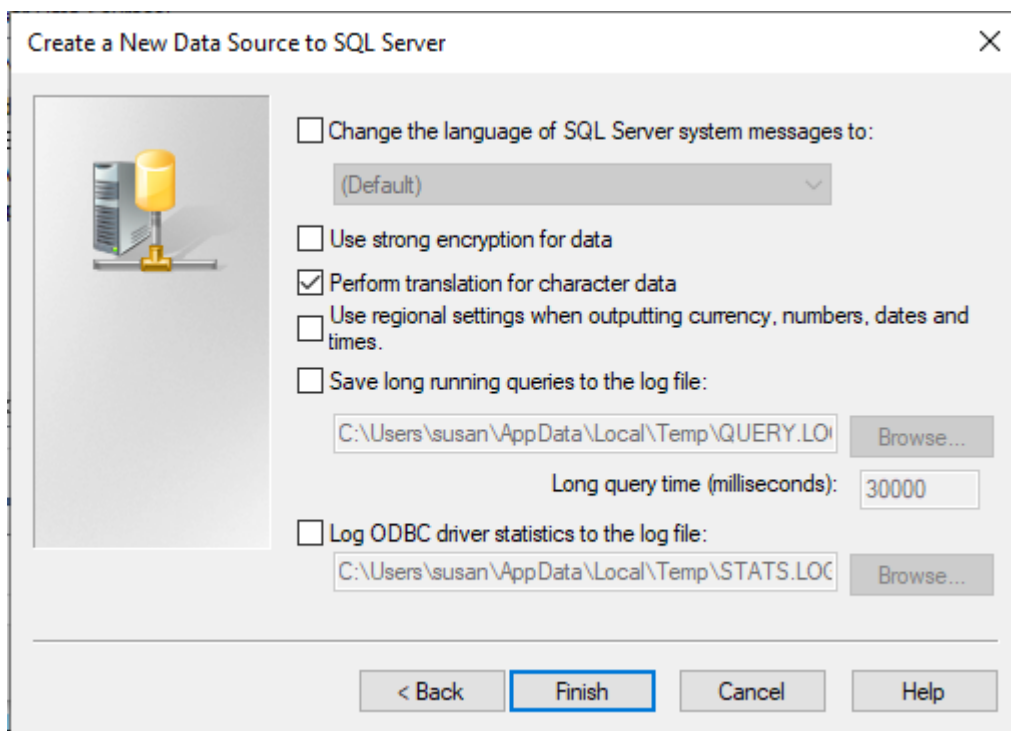 Create a New Data Source to SQL Server
Change the language of SQL Server system messages to:
(Default)
Use strong encryption for data
Perform translation for character data
Use regional settings when outputting currency, numbers, dates and
times.
Save long running queries to the log file:
C:\Users\susan\AppData\Local\Temp\QUERY.LO
Browse...
Long query time (milliseconds):
30000
Log ODBC driver statistics to the log file:
C:\Users\susan\AppData\Local\Temp\STATS.LOG
Browse...
< Back
Finish
Cancel
Help